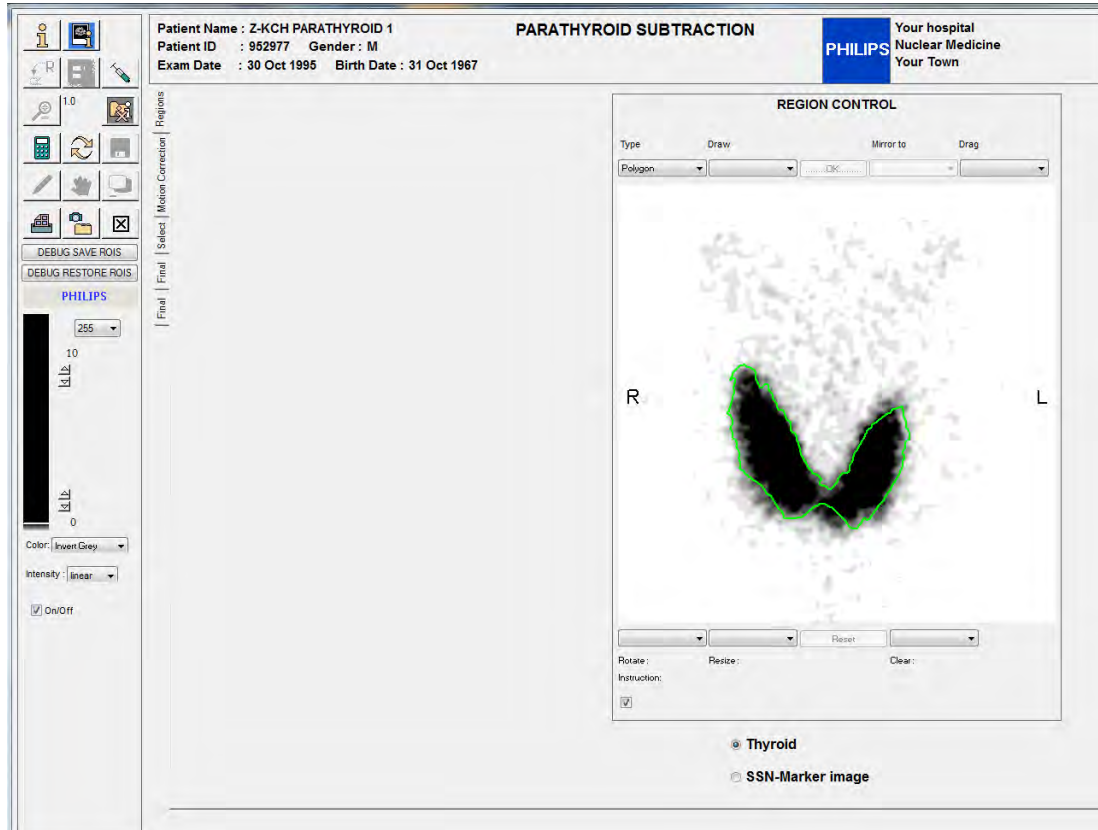 Patient Name : Z-KCH PARATHYROID 1
Patient ID : 952977 Gender : M
Exam Date : 30 Oct 1995 Birth Date : 31 Oct 1967
PARATHYROID SUBTRACTION
PHILIPS
Your hospital
Nuclear Medicine
Your Town
R
1.0
DEBUG SAVE ROIS
DEBUG RESTORE ROIS
PHILIPS
255
10
0
Color: Invert Grey
Intensity : linear
On/Off
Regions
Motion Correction
Select
Final
Final
REGION CONTROL
Type Draw Mirror to Drag
Polygon OK
R L
Reset
Rotate : Resize : Clear :
Instruction:
Thyroid
SSN-Marker image